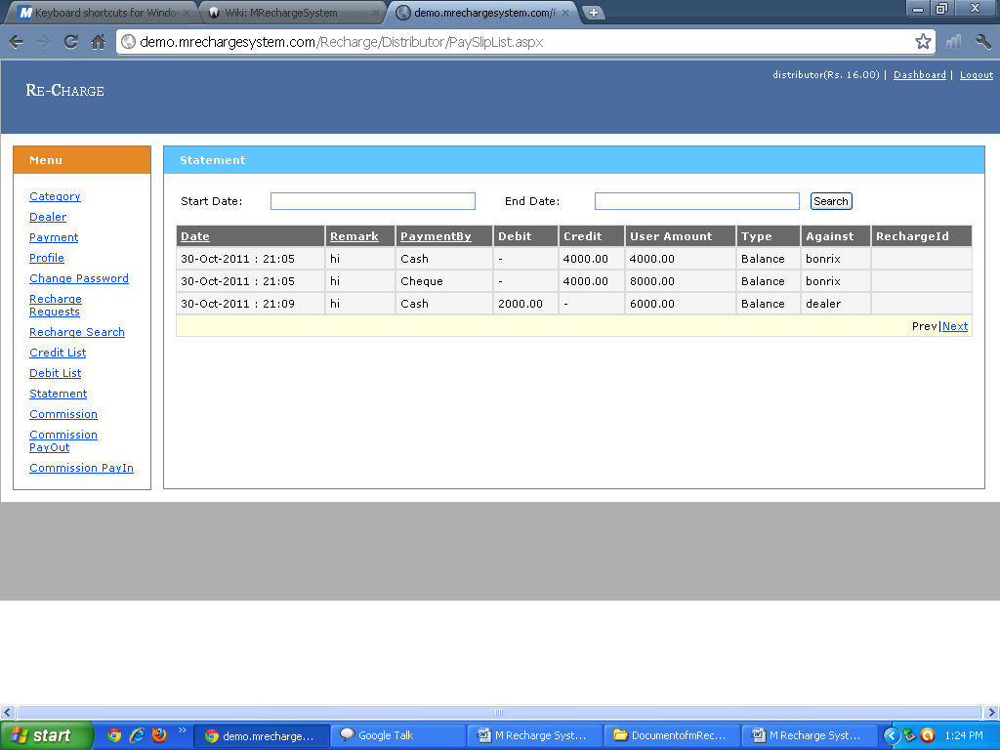 Keyboard shortcuts for Windo
Wiki: MRechargeSystem
demo.mrechargesystem.com/F
demo.mrechargesystem.com/Recharge/Distributor/PaySlipList.aspx
distributor(Rs. 16.00) | Dashboard | Logout
RE-CHARGE
Menu
Category
Dealer
Payment
Profile
Change Password
Recharge
Requests
Recharge Search
Credit List
Debit List
Statement
Commission
Commission
PayOut
Commission PayIn
Statement
Start Date: End Date: Search
Date Remark PaymentBy Debit Credit User Amount Type Against RechargeId
30-Oct-2011 : 21:05 hi Cash - 4000.00 4000.00 Balance bonrix
30-Oct-2011 : 21:05 hi Cheque - 4000.00 8000.00 Balance bonrix
30-Oct-2011 : 21:09 hi Cash 2000.00 - 6000.00 Balance dealer
Prev|Next
start
demo.mrecharge...
Google Talk
M Recharge Syst...
DocumentofmRec...
M Recharge Syst...
1:24 PM